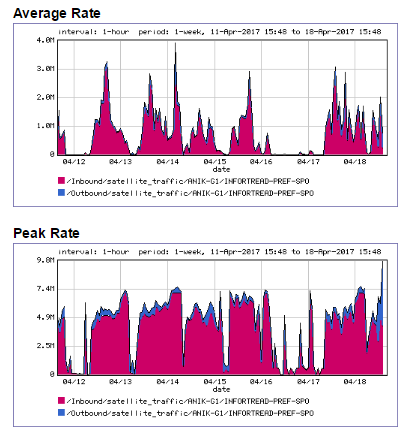 Average Rate
interval: 1-hour period: 1-week, 11-Apr-2017 15:48 to 18-Apr-2017 15:48
4.0M
3.0M
2.0M
1.0M
0
04/12 04/13 04/14 04/15 04/16 04/17 04/18
date
/Inbound/satellite_traffic/ANIK-G1/INFORTREAD-PREF-SPO
/Outbound/satellite_traffic/ANIK-G1/INFORTREAD-PREF-SPO
Peak Rate
interval: 1-hour period: 1-week, 11-Apr-2017 15:48 to 18-Apr-2017 15:48
9.8M
7.4M
4.9M
2.5M
0
04/12 04/13 04/14 04/15 04/16 04/17 04/18
date
/Inbound/satellite_traffic/ANIK-G1/INFORTREAD-PREF-SPO
/Outbound/satellite_traffic/ANIK-G1/INFORTREAD-PREF-SPO